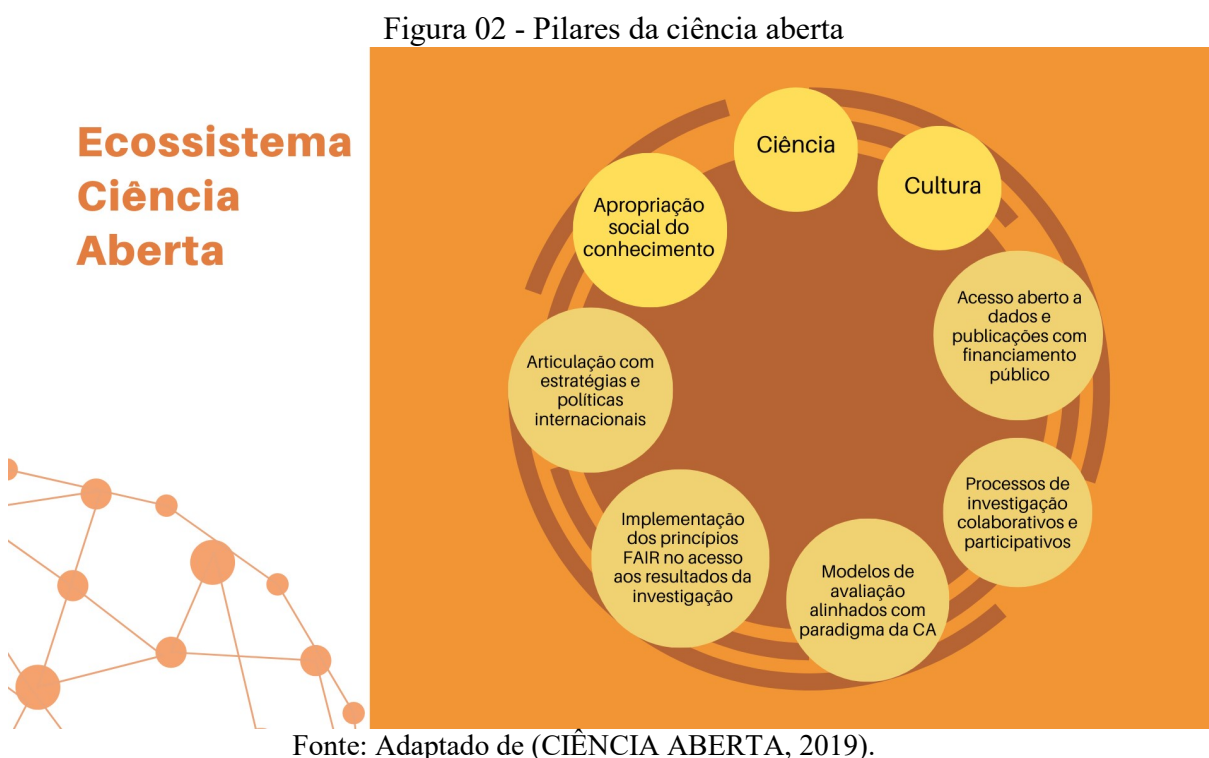 Figura 02 - Pilares da ciência aberta
Ecossistema
Ciência
Aberta
Ciência
Cultura
Apropriação
social do
conhecimento
Acesso aberto a
dados e
publicações com
financiamento
público
Articulação com
estratégias e
políticas
internacionais
Processos de
investigação
colaborativos e
participativos
Implementação
dos princípios
FAIR no acesso
aos resultados da
investigação
Modelos de
avaliação
alinhados com
paradigma da CA
Fonte: Adaptado de (CIÊNCIA ABERTA, 2019).